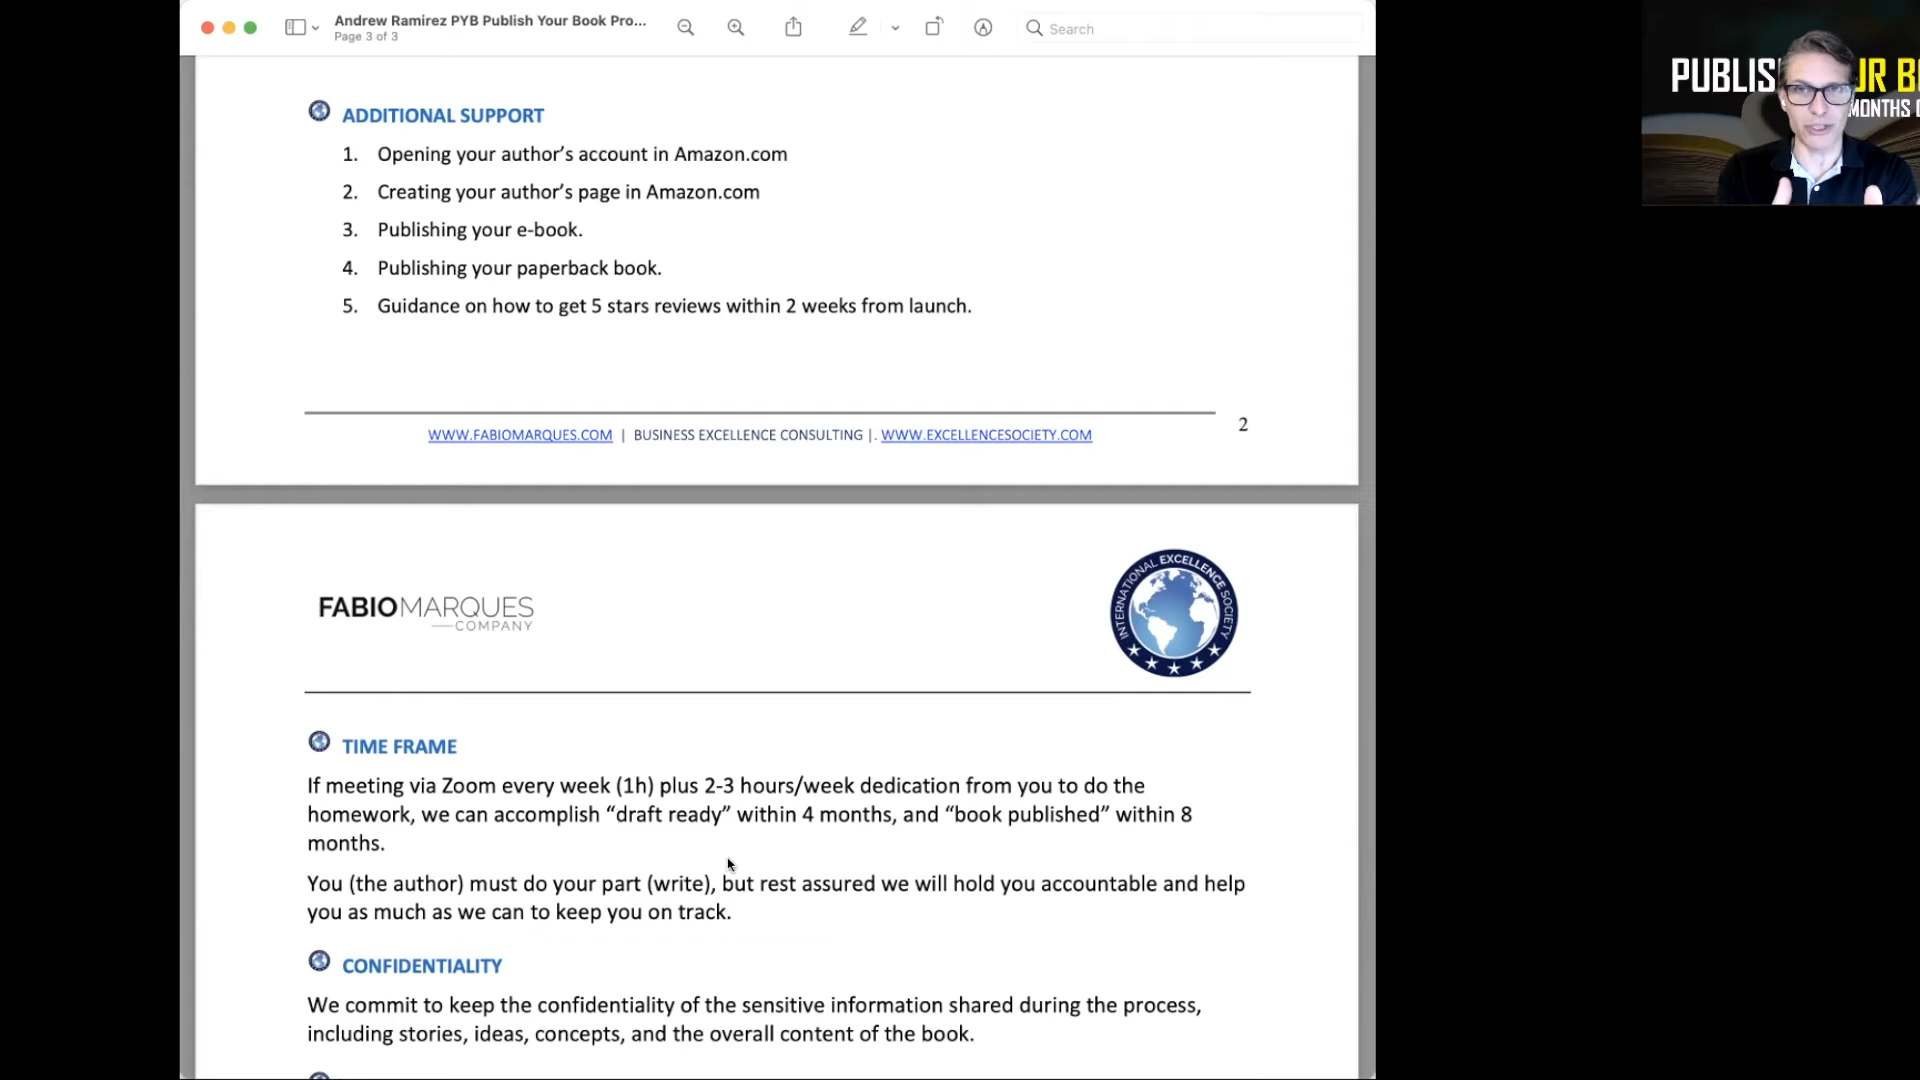 Andrew Ramirez PYB Publish Your Book Pro...
Page 3 of 3
Search
ADDITIONAL SUPPORT
1. Opening your author's account in Amazon.com
2. Creating your author's page in Amazon.com
3. Publishing your e-book.
4. Publishing your paperback book.
5. Guidance on how to get 5 stars reviews within 2 weeks from launch.
2
WWW.FABIOMARQUES.COM | BUSINESS EXCELLENCE CONSULTING |. WWW.EXCELLENCESOCIETY.COM
FABIOMARQUES
COMPANY
INTERNATIONAL EXCELLENCE SOCIETY
TIME FRAME
If meeting via Zoom every week (1h) plus 2-3 hours/week dedication from you to do the
homework, we can accomplish “draft ready” within 4 months, and “book published” within 8
months.
You (the author) must do your part (write), but rest assured we will hold you accountable and help
you as much as we can to keep you on track.
CONFIDENTIALITY
We commit to keep the confidentiality of the sensitive information shared during the process,
including stories, ideas, concepts, and the overall content of the book.
MONTHS